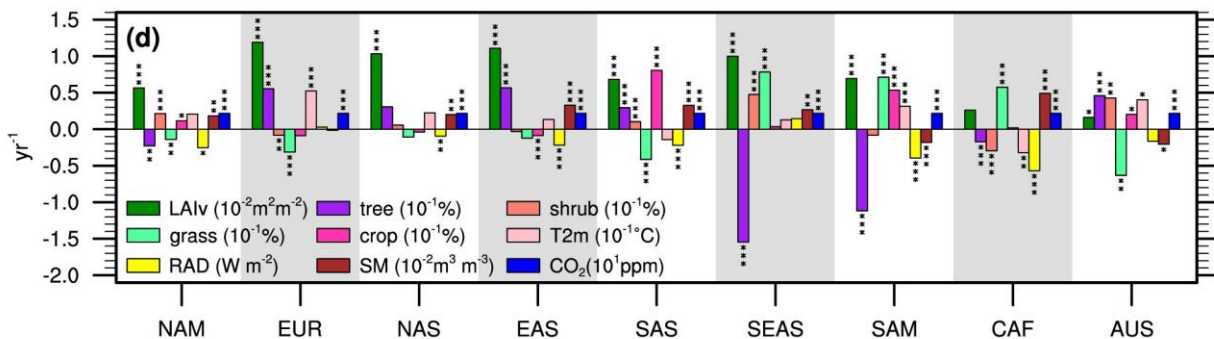 (d)
1.5
1.0
0.5
0.0
-0.5
-1.0
-1.5
-2.0
yr⁻¹
LAIv (10⁻²m²m⁻²) tree (10⁻¹%) shrub (10⁻¹%)
grass (10⁻¹%) crop (10⁻¹%) T2m (10⁻¹°C)
RAD (W m⁻²) SM (10⁻²m³ m⁻³) CO₂(10¹ppm)
NAM EUR NAS EAS SAS SEAS SAM CAF AUS